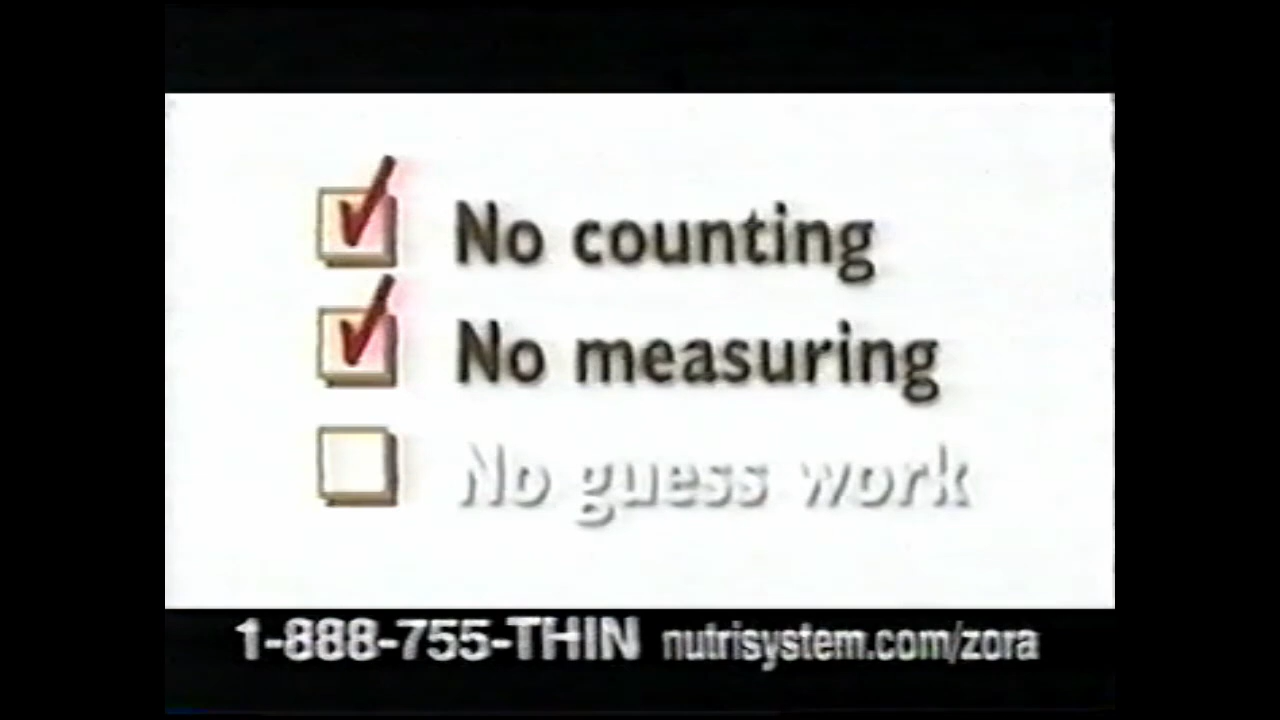 No counting
No measuring
No guess work
1-888-755-THIN nutrisystem.com/zora